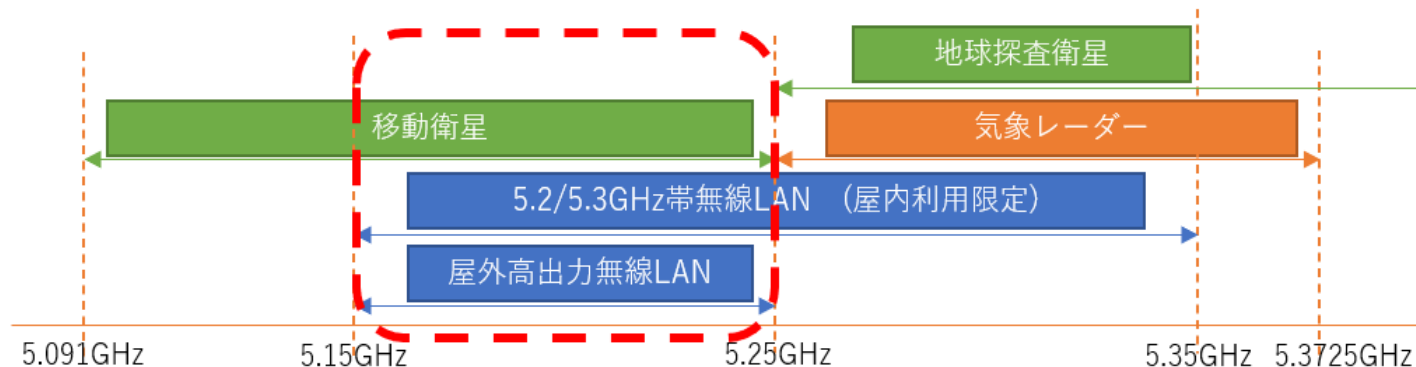 地球探査衛星
移動衛星
気象レーダー
5.2/5.3GHz帯無線LAN (屋内利用限定)
屋外高出力無線LAN
5.091GHz 5.15GHz 5.25GHz 5.35GHz 5.3725GHz